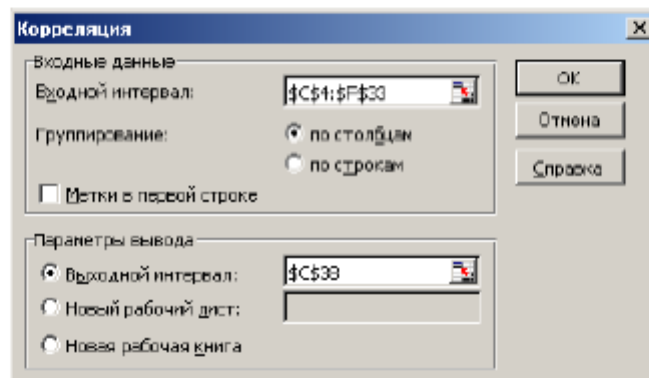 Корреляция
Входные данные
Входной интервал:
$C$4:$F$33
Группирование:
по столбцам
по строкам
Метки в первой строке
ОК
Отмена
Справка
Параметры вывода
Выходной интервал:
$C$38
Новый рабочий лист:
Новая рабочая книга